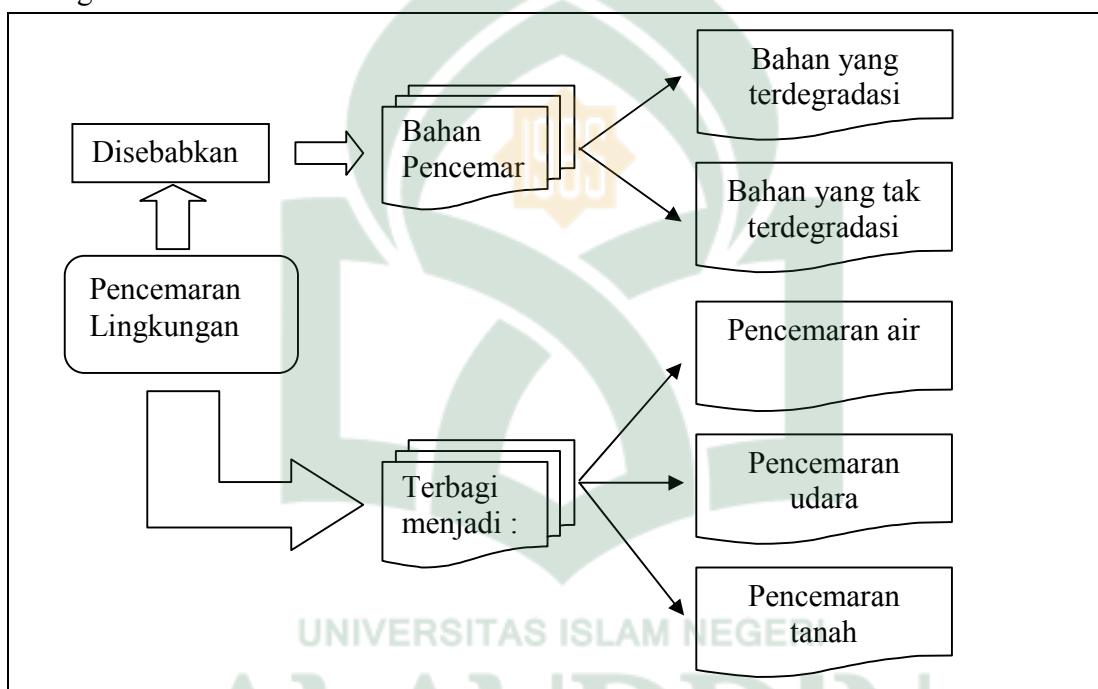 Bahan yang
terdegradasi
Bahan
Pencemar
Disebabkan
Bahan yang tak
terdegradasi
Pencemaran
Lingkungan
Pencemaran air
Terbagi
menjadi :
Pencemaran
udara
Pencemaran
tanah
UNIVERSITAS ISLAM NEGERI